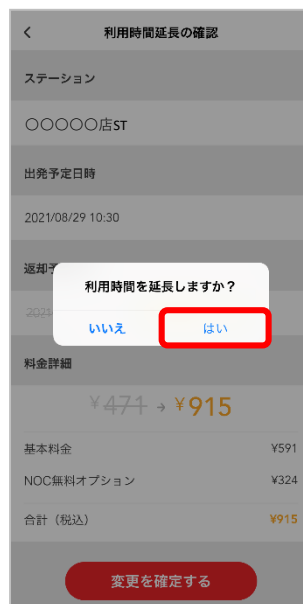 利用時間延長の確認
ステーション
○○○○○店ST
出発予定日時
2021/08/29 10:30
返却予
利用時間を延長しますか？
2021
いいえ はい
料金詳細
¥471 → ¥915
基本料金 ¥591
NOC無料オプション ¥324
合計（税込） ¥915
変更を確定する